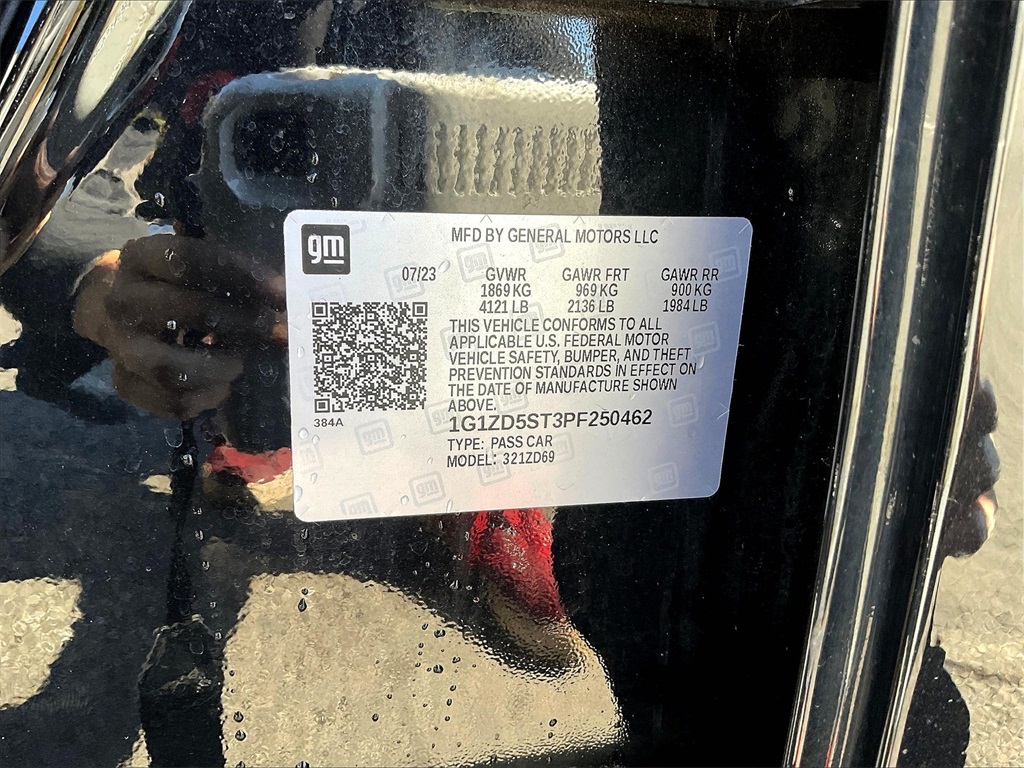 gm
MFD BY GENERAL MOTORS LLC
07/23 GVWR GAWR FRT GAWR RR
1869 KG 969 KG 900 KG
4121 LB 2136 LB 1984 LB
THIS VEHICLE CONFORMS TO ALL
APPLICABLE U.S. FEDERAL MOTOR
VEHICLE SAFETY, BUMPER, AND THEFT
PREVENTION STANDARDS IN EFFECT ON
THE DATE OF MANUFACTURE SHOWN
ABOVE.
384A
1G1ZD5ST3PF250462
TYPE: PASS CAR
MODEL: 321ZD69